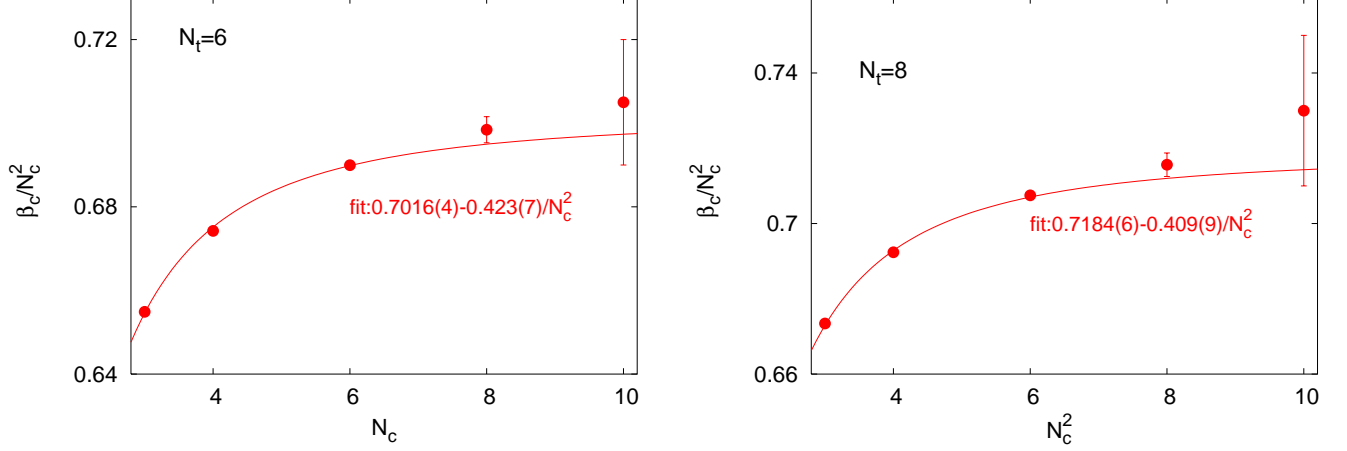 N_t=6
0.72
0.68
0.64
β_c/N_c^2
fit:0.7016(4)-0.423(7)/N_c^2
4
6
8
10
N_c
N_t=8
0.74
0.7
0.66
β_c/N_c^2
fit:0.7184(6)-0.409(9)/N_c^2
4
6
8
10
N_c^2